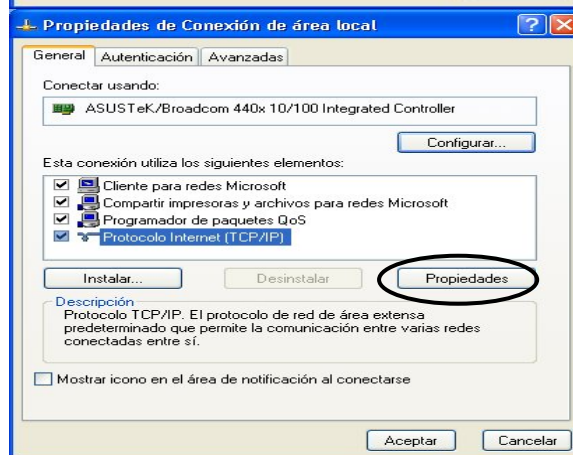 Propiedades de Conexión de área local
General Autenticación Avanzadas
Conectar usando:
ASUSTeK/Broadcom 440x 10/100 Integrated Controller
Configurar...
Esta conexión utiliza los siguientes elementos:
Cliente para redes Microsoft
Compartir impresoras y archivos para redes Microsoft
Programador de paquetes QoS
Protocolo Internet (TCP/IP)
Instalar... Desinstalar Propiedades
Descripción
Protocolo TCP/IP. El protocolo de red de área extensa
predeterminado que permite la comunicación entre varias redes
conectadas entre sí.
Mostrar icono en el área de notificación al conectarse
Aceptar Cancelar